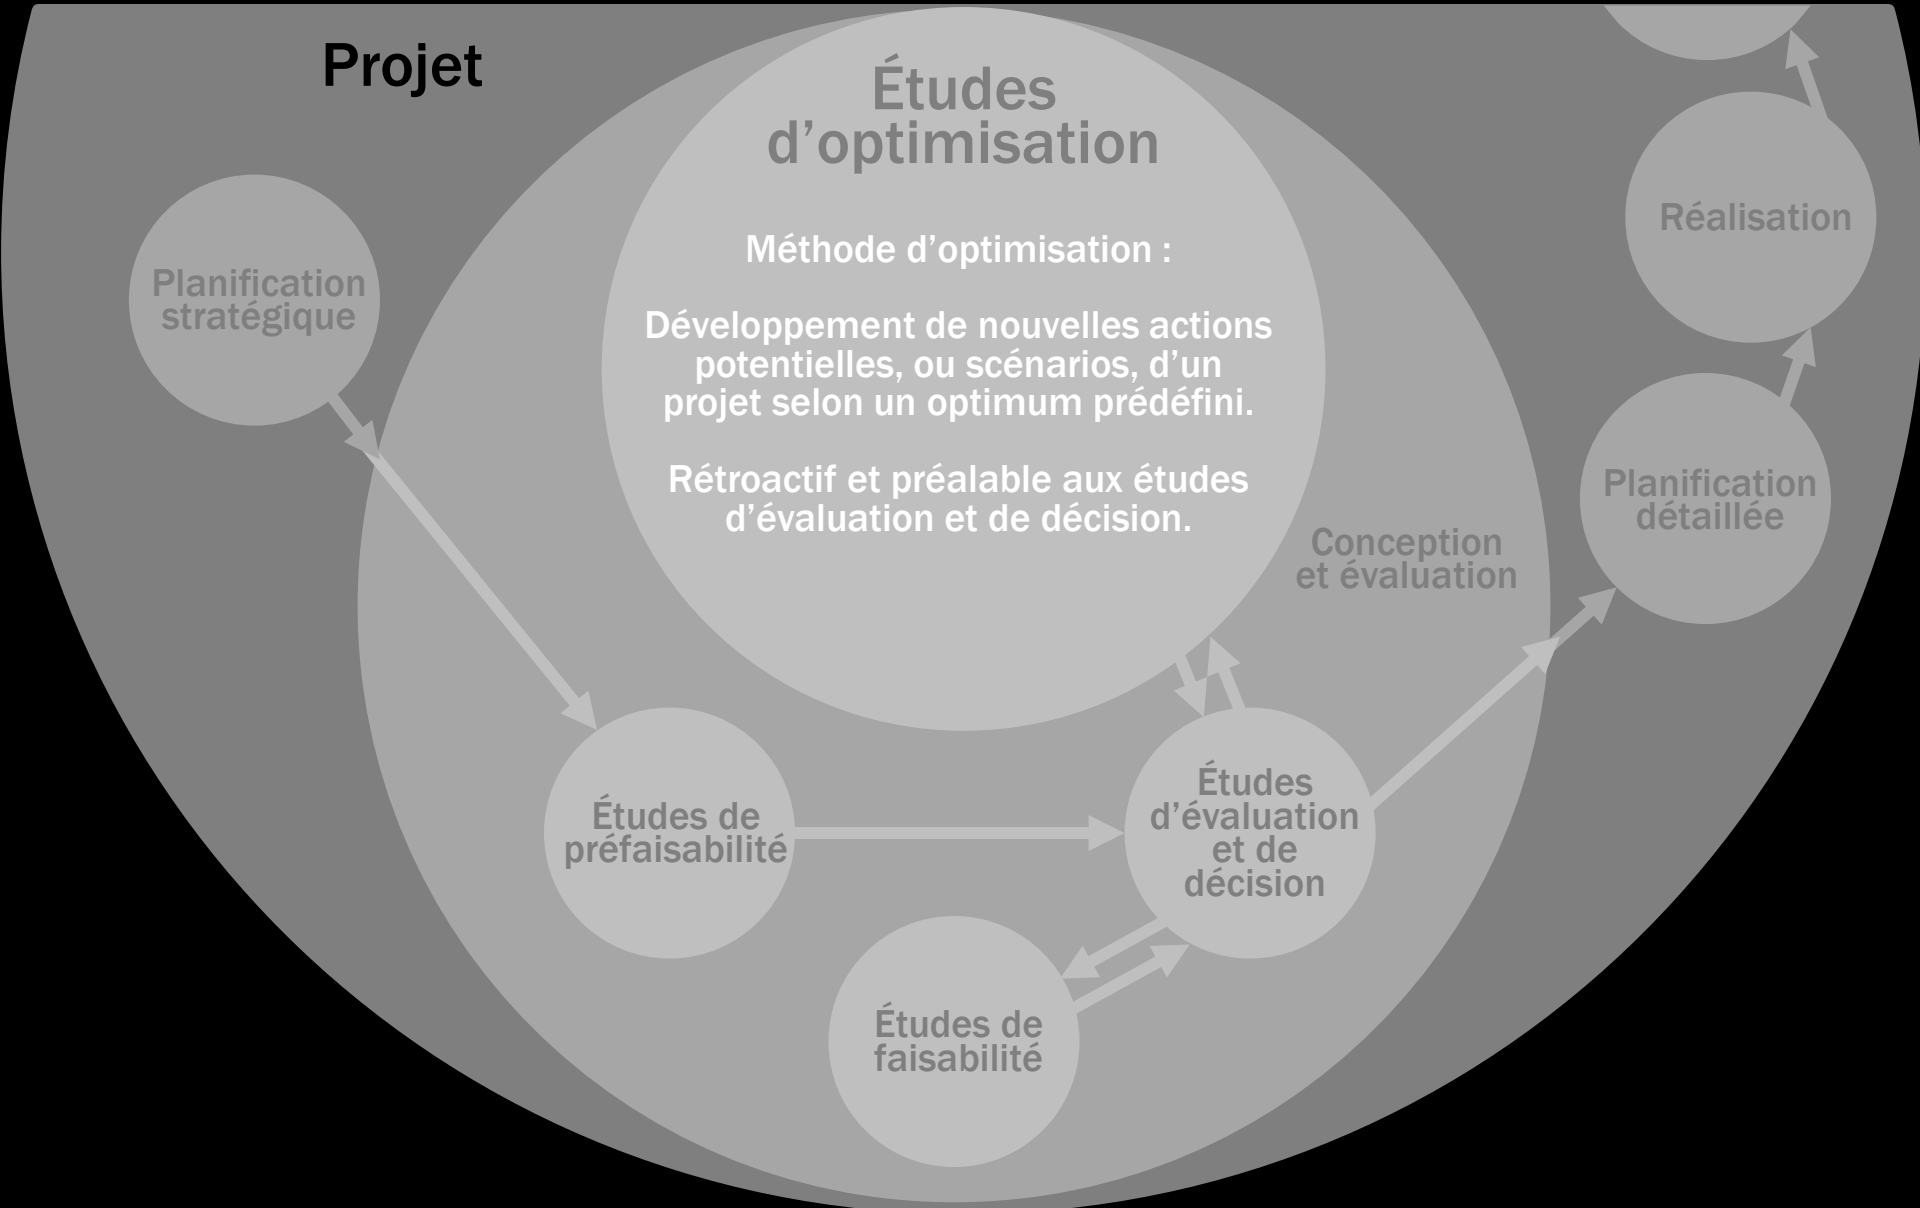 Projet
Études
d’optimisation
Méthode d’optimisation :
Développement de nouvelles actions
potentielles, ou scénarios, d’un
projet selon un optimum prédéfini.
Rétroactif et préalable aux études
d’évaluation et de décision.
Planification
stratégique
Réalisation
Planification
détaillée
Conception
et évaluation
Études de
préfaisabilité
Études
d’évaluation
et de
décision
Études de
faisabilité